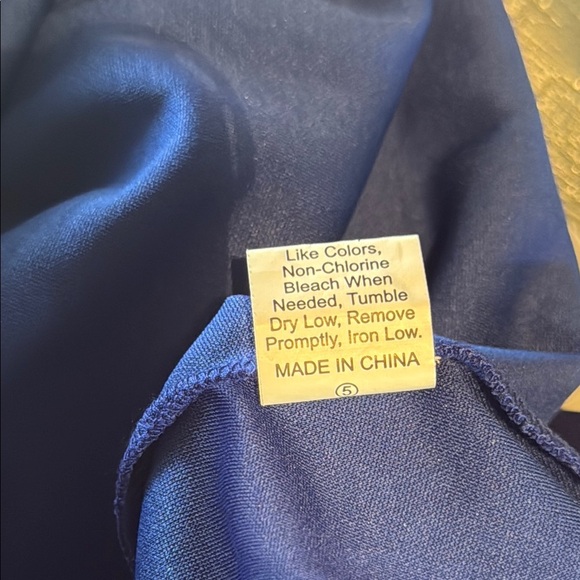 Like Colors,
Non-Chlorine
Bleach When
Needed, Tumble
Dry Low, Remove
Promptly, Iron Low.
MADE IN CHINA
5